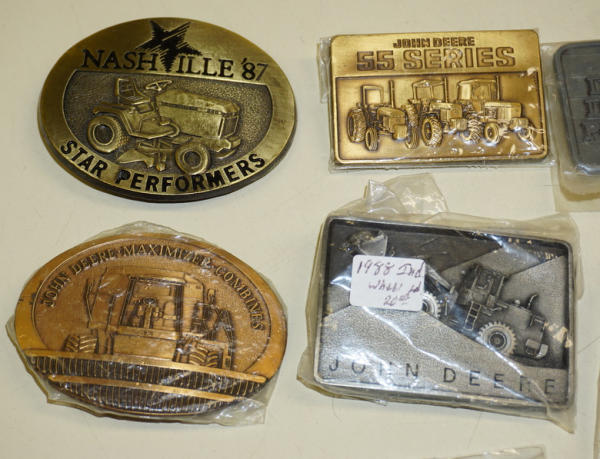 NASHVILLE '87
STAR PERFORMERS
JOHN DEERE
55 SERIES
JOHN DEERE MAXIMIZER COMBINES
1988 Ind
JOHN DEERE